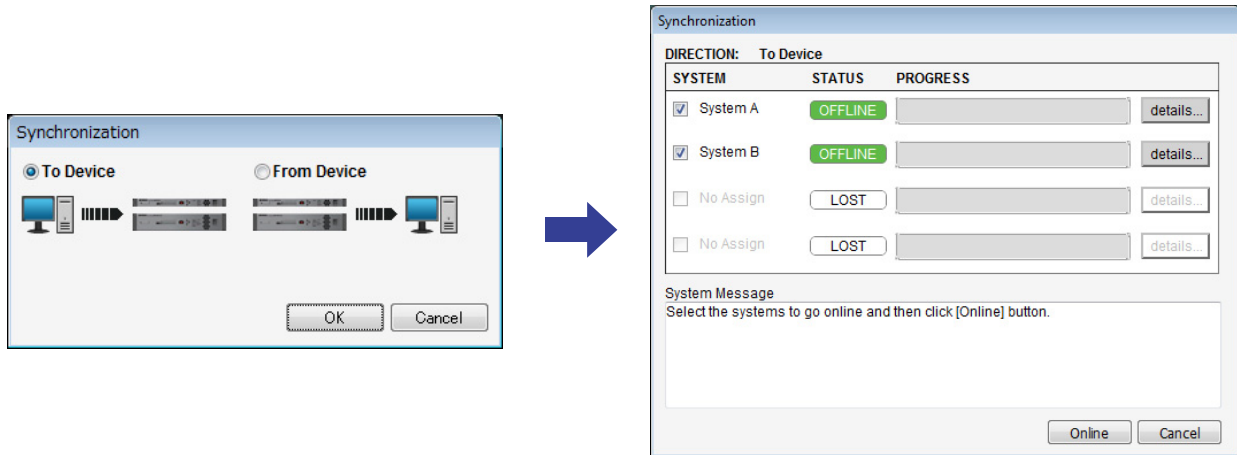 Synchronization
To Device From Device
OK Cancel
Synchronization
DIRECTION: To Device
SYSTEM STATUS PROGRESS
System A OFFLINE details...
System B OFFLINE details...
No Assign LOST details...
No Assign LOST details...
System Message
Select the systems to go online and then click [Online] button.
Online Cancel